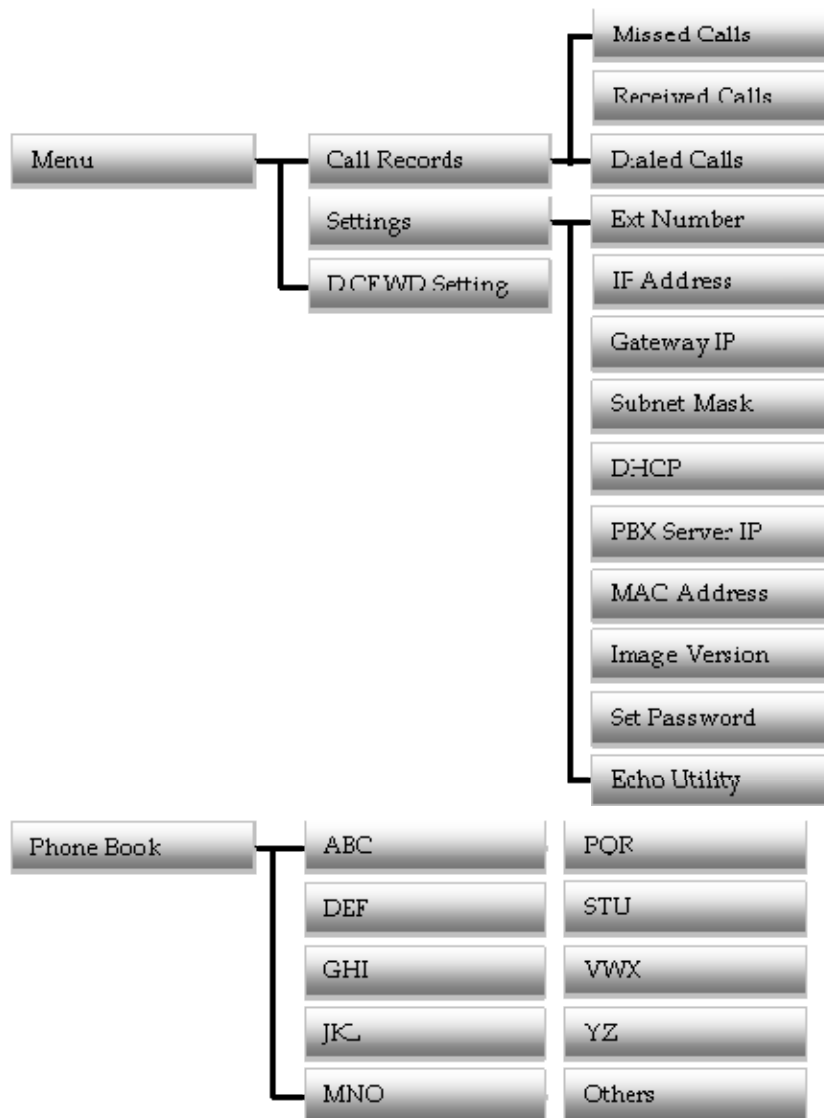 Missed Calls
Received Calls
Menu
Call Records
Dialed Calls
Settings
Ext Number
Setting
IP Address
Gateway IP
Subnet Mask
DHCP
PBX Server IP
MAC Address
Image Version
Set Password
Echo Utility
Phone Book
ABC
PQR
DEF
STU
GHI
VWX
JKL
YZ
MNO
Others